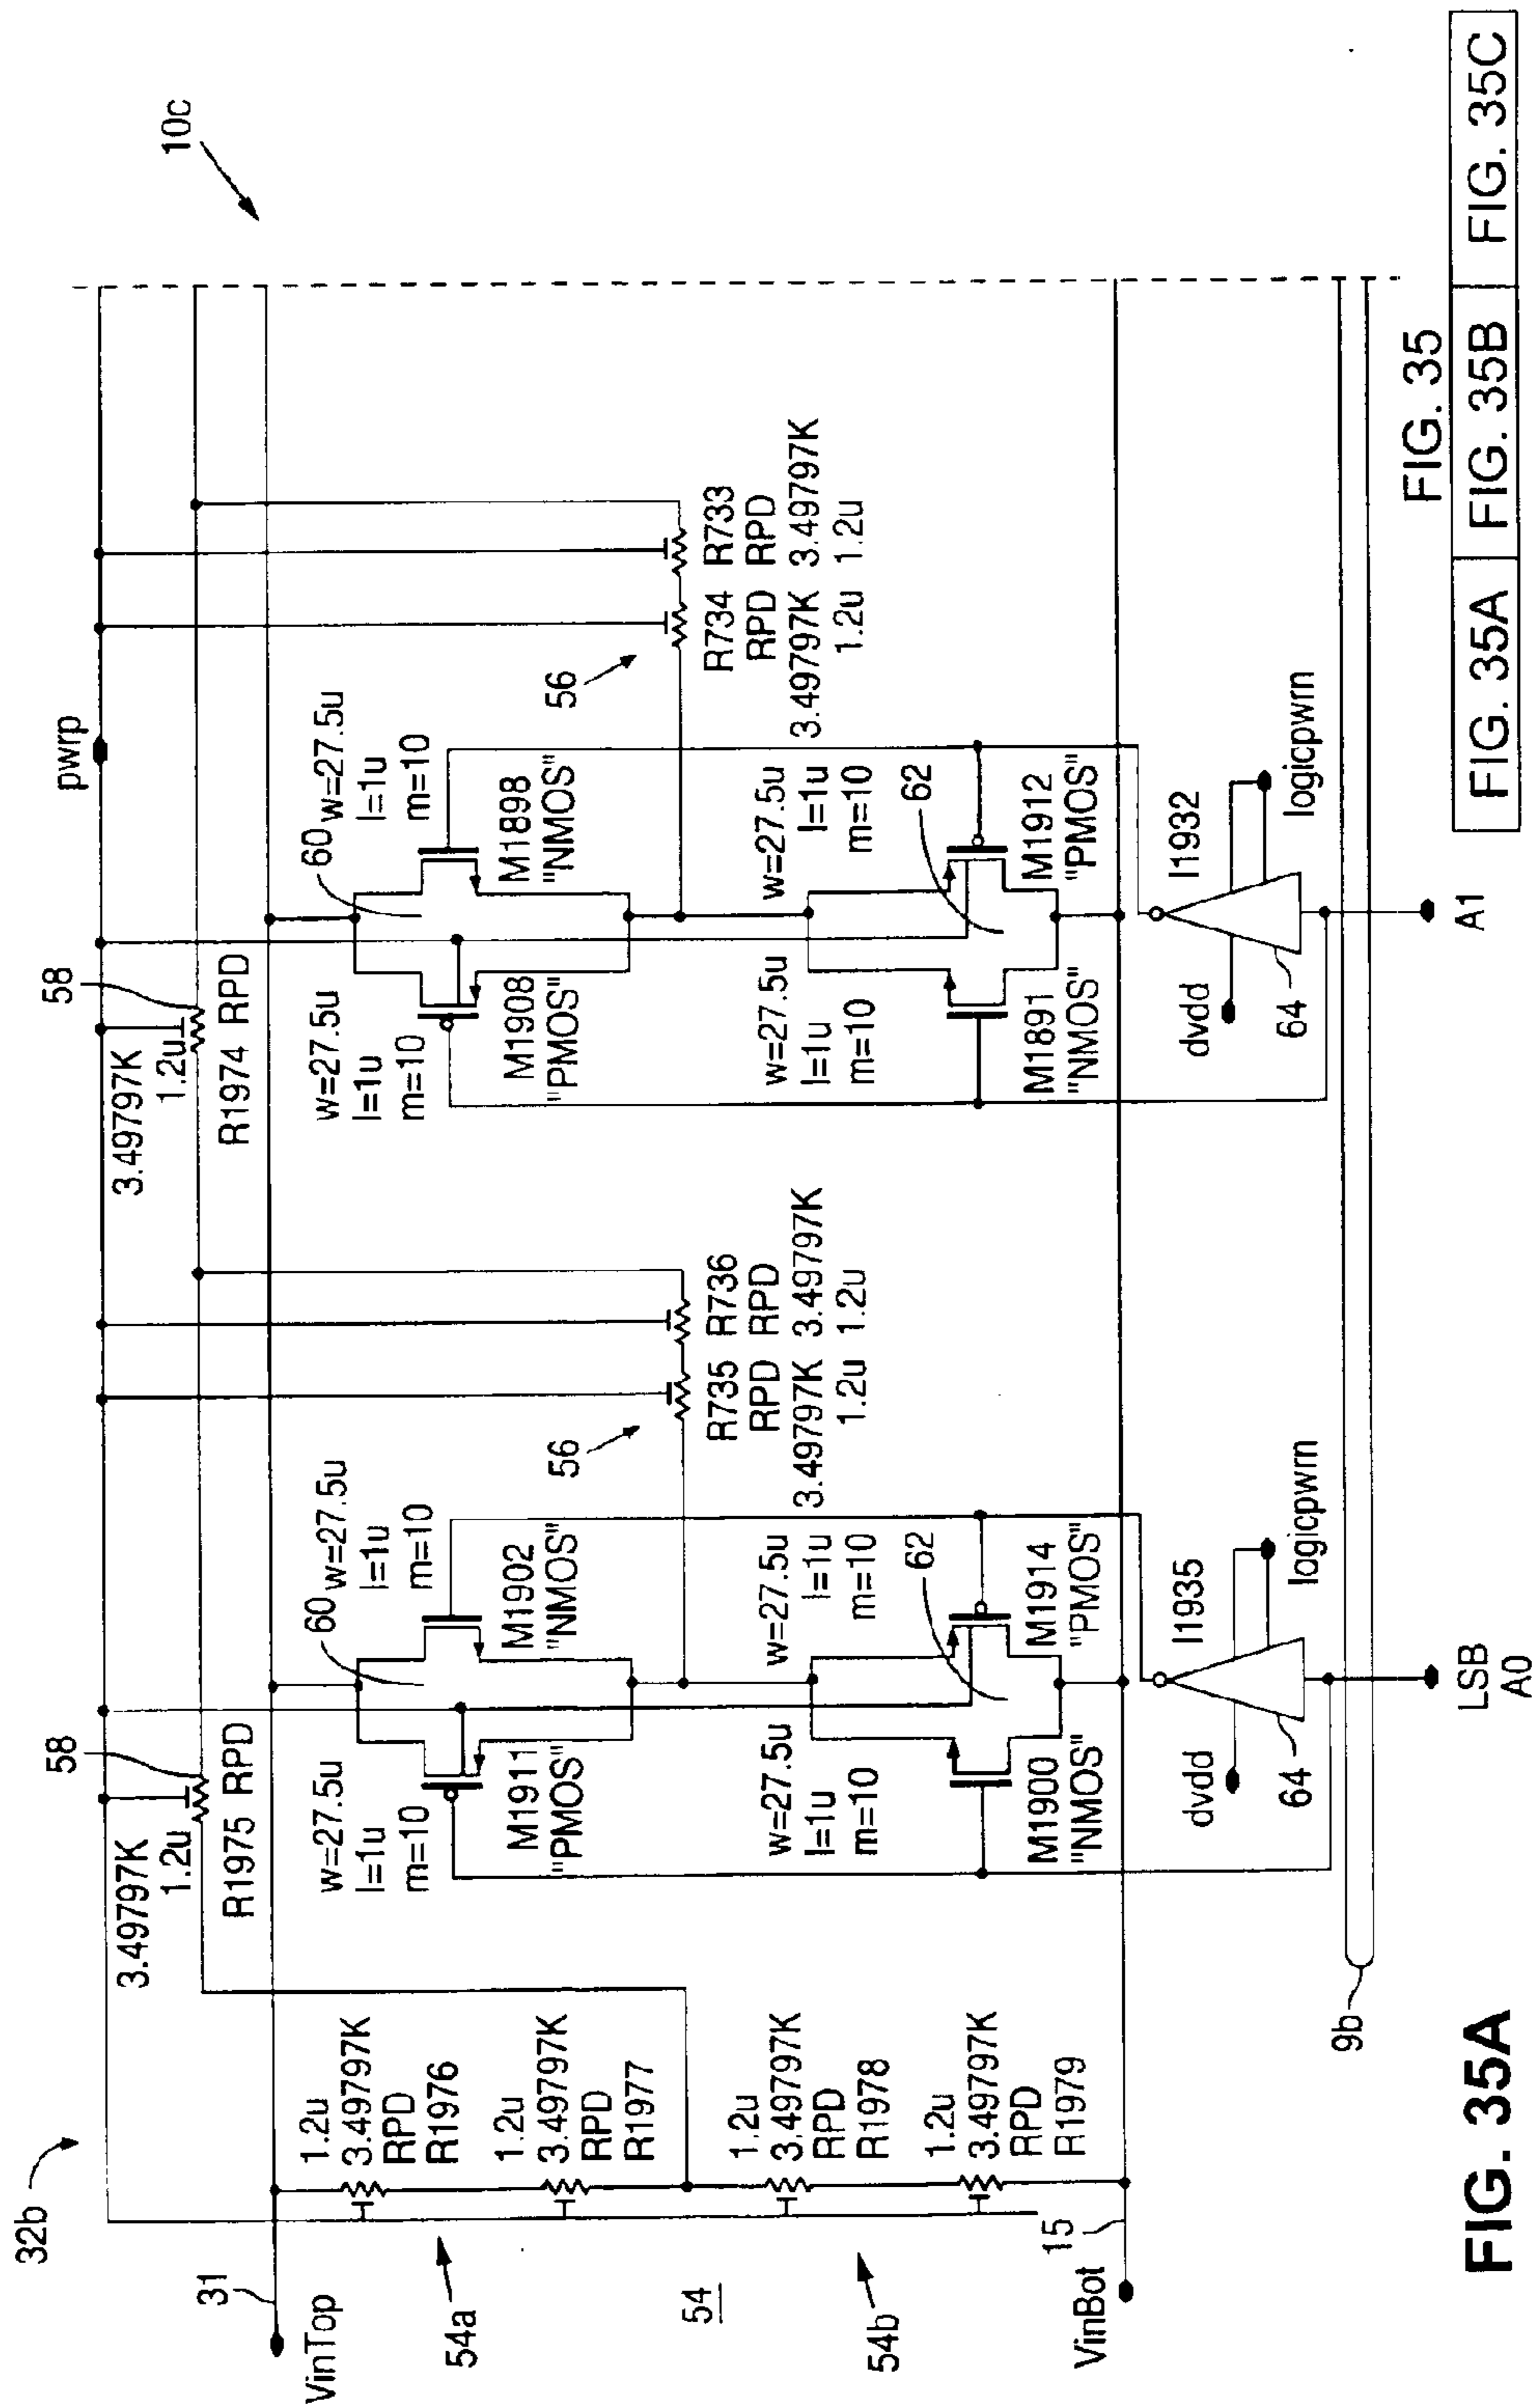 32b
10c
pwrp
31
VinTop
54a
54
54b
15
VinBot
1.2u
3.49797K
RPD
R1976
1.2u
3.49797K
RPD
R1977
1.2u
3.49797K
RPD
R1978
1.2u
3.49797K
RPD
R1979
3.49797K
1.2u
R1975 RPD
58
w=27.5u
l=1u
m=10
M1911
"PMOS"
60
w=27.5u
l=1u
m=10
M1902
"NMOS"
56
R735 R736
RPD RPD
3.49797K 3.49797K
1.2u 1.2u
w=27.5u
l=1u
m=10
M1900
"NMOS"
w=27.5u
l=1u
m=10
62
M1914
"PMOS"
I1935
dvdd
logicpwrn
64
LSB
A0
3.49797K
1.2u
R1974 RPD
58
w=27.5u
l=1u
m=10
M1908
"PMOS"
60
w=27.5u
l=1u
m=10
M1898
"NMOS"
56
R734 R733
RPD RPD
3.49797K 3.49797K
1.2u 1.2u
w=27.5u
l=1u
m=10
M1891
"NMOS"
w=27.5u
l=1u
m=10
62
M1912
"PMOS"
I1932
dvdd
logicpwrn
64
A1
9b
FIG. 35A
FIG. 35
FIG. 35A FIG. 35B FIG. 35C